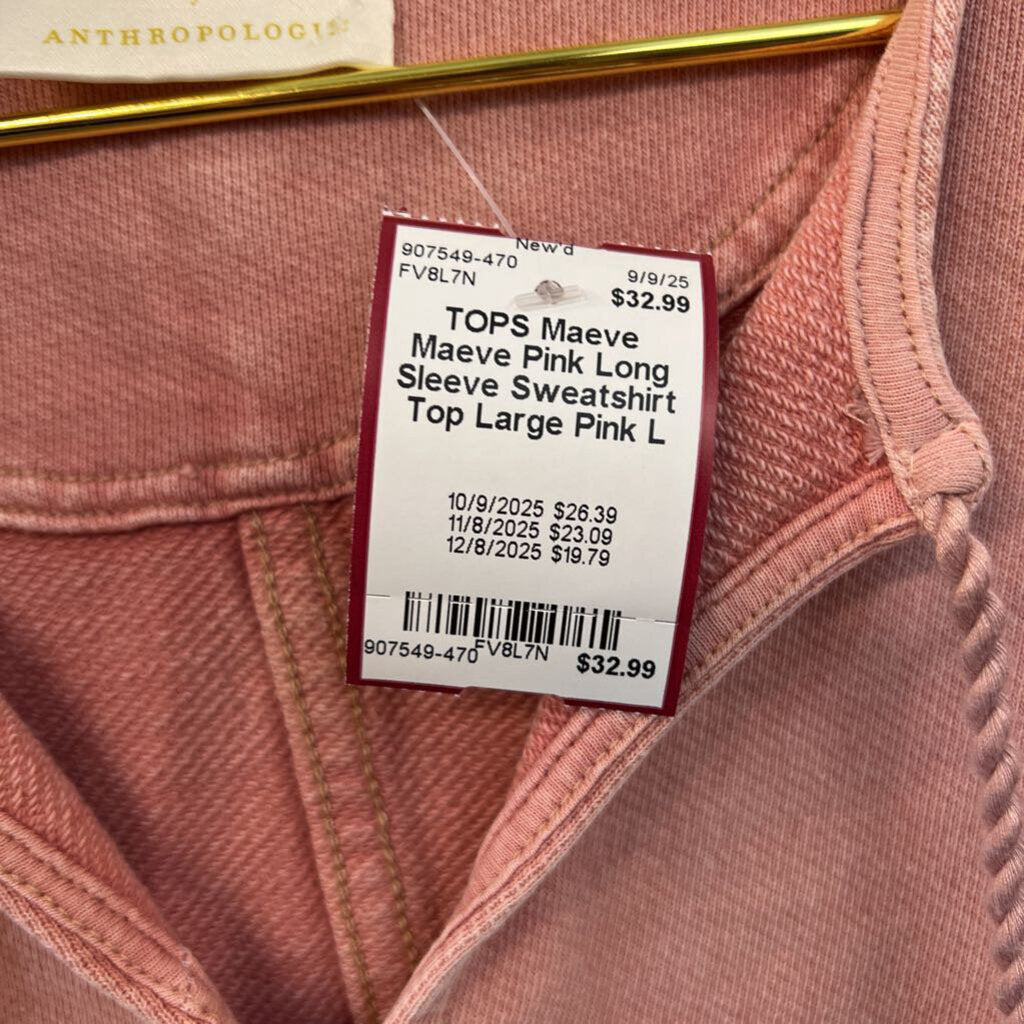 ANTHROPOLOGIE
New'd
907549-470
FV8L7N
9/9/25
$32.99
TOPS Maeve
Maeve Pink Long
Sleeve Sweatshirt
Top Large Pink L
10/9/2025 $26.39
11/8/2025 $23.09
12/8/2025 $19.79
907549-470 FV8L7N $32.99